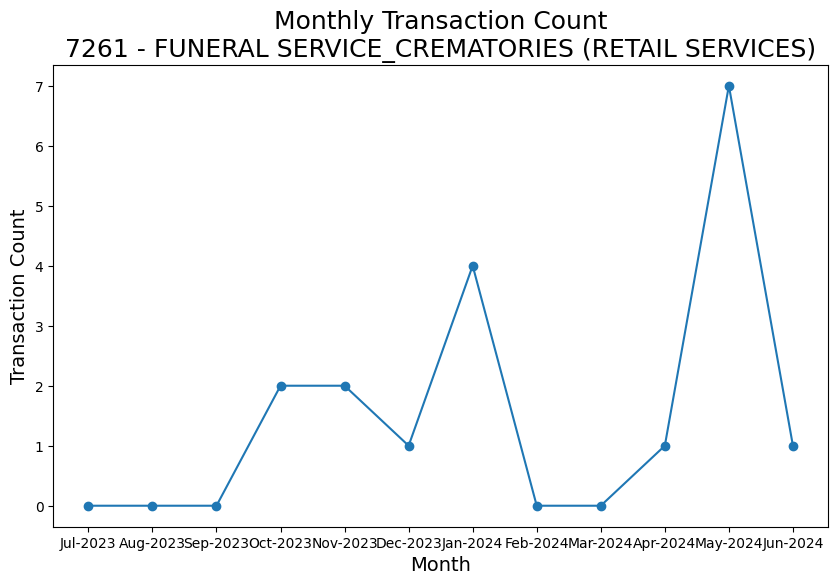 Monthly Transaction Count
7261 - FUNERAL SERVICE_CREMATORIES (RETAIL SERVICES)
Transaction Count
7
6
5
4
3
2
1
0
Jul-2023 Aug-2023 Sep-2023 Oct-2023 Nov-2023 Dec-2023 Jan-2024 Feb-2024 Mar-2024 Apr-2024 May-2024 Jun-2024
Month